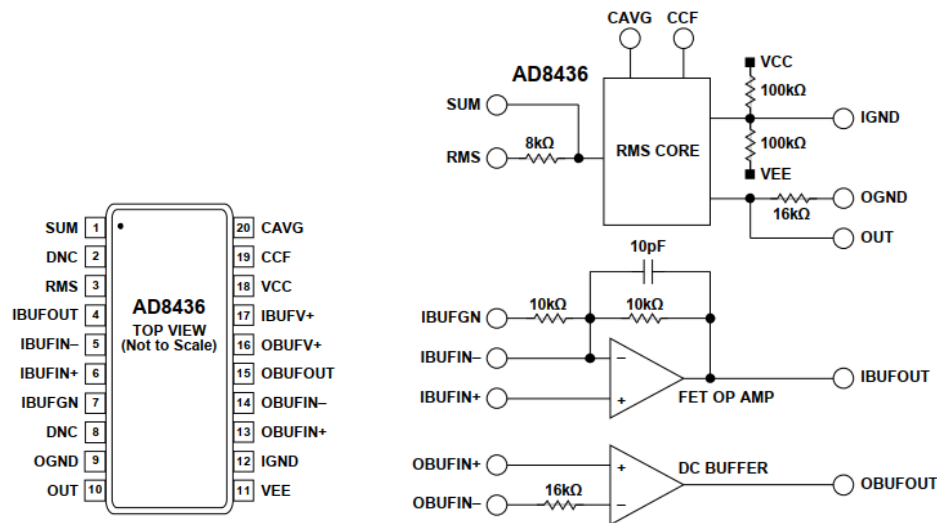 CAVG CCF
AD8436
VCC
100kΩ
SUM
IGND
8kΩ
RMS
RMS CORE
100kΩ
VEE
OGND
16kΩ
OUT
10pF
IBUFGN
10kΩ
10kΩ
IBUFIN–
–
IBUFOUT
IBUFIN+
+
FET OP AMP
OBUFIN+
+
DC BUFFER
OBUFOUT
OBUFIN–
16kΩ
–
SUM 1
DNC 2
RMS 3
IBUFOUT 4
IBUFIN– 5
IBUFIN+ 6
IBUFGN 7
DNC 8
OGND 9
OUT 10
AD8436
TOP VIEW
(Not to Scale)
20 CAVG
19 CCF
18 VCC
17 IBUFV+
16 OBUFV+
15 OBUFOUT
14 OBUFIN–
13 OBUFIN+
12 IGND
11 VEE